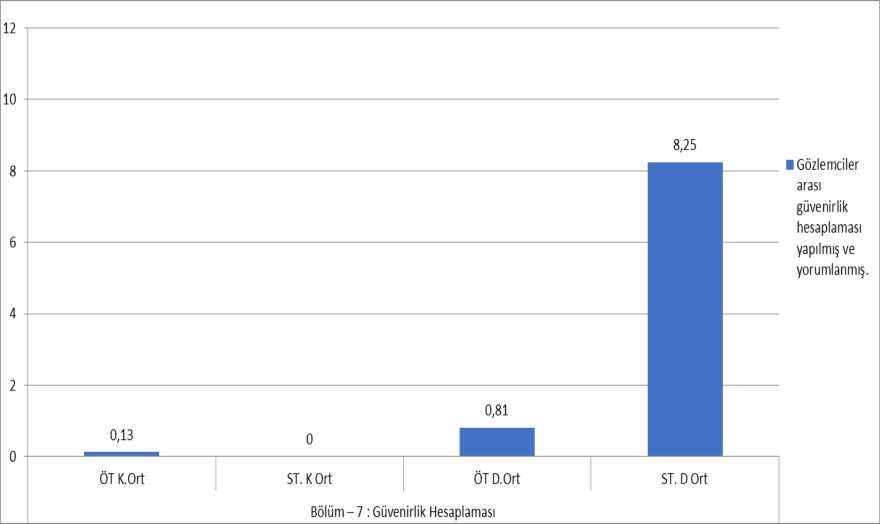 12
10
8
6
4
2
0
0,13
0
0,81
8,25
ÖT K.Ort
ST. K Ort
ÖT D.Ort
ST. D Ort
Bölüm – 7 : Güvenirlik Hesaplaması
Gözlemciler
arası
güvenirlik
hesaplaması
yapılmış ve
yorumlanmış.